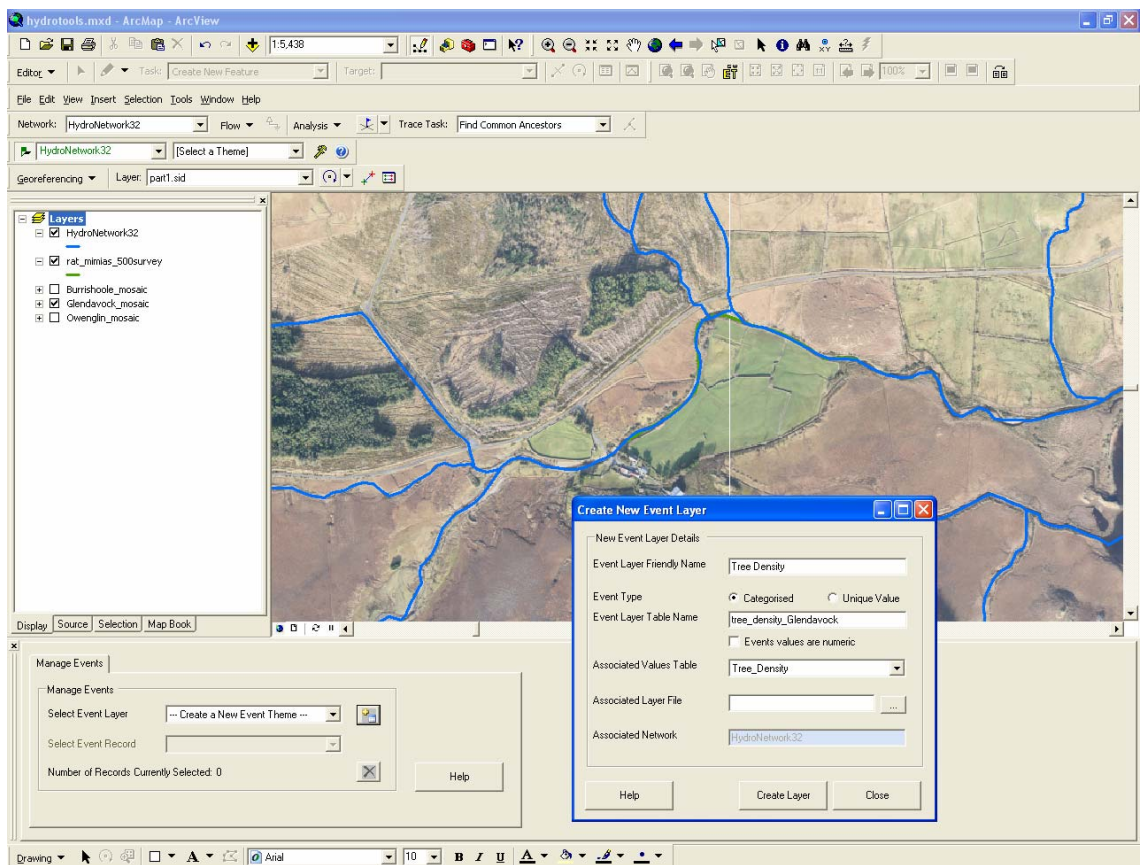 hydrotools.mxd - ArcMap - ArcView
1:5,438
Editor Task: Create New Feature Target: 100%
File Edit View Insert Selection Tools Window Help
Network: HydroNetwork32 Flow Analysis Trace Task: Find Common Ancestors
HydroNetwork32 [Select a Theme]
Georeferencing Layer: part1.sid
Layers
HydroNetwork32
rat_mimias_500survey
Burrishoole_mosaic
Glendavock_mosaic
Owenglin_mosaic
Display Source Selection Map Book
Create New Event Layer
New Event Layer Details
Event Layer Friendly Name Tree Density
Event Type Categorised Unique Value
Event Layer Table Name tree_density_Glendavock
Events values are numeric
Associated Values Table Tree_Density
Associated Layer File ...
Associated Network HydroNetwork32
Help Create Layer Close
Manage Events
Manage Events
Select Event Layer --- Create a New Event Theme ---
Select Event Record
Number of Records Currently Selected: 0
Help
Drawing A Arial 10 B I U A